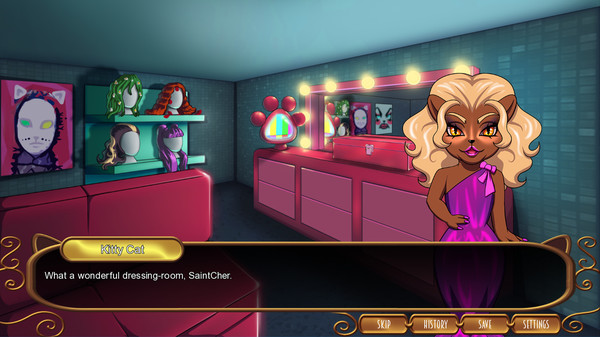 Kitty Cat
What a wonderful dressing-room, SaintCher.
SKIP
HISTORY
SAVE
SETTINGS